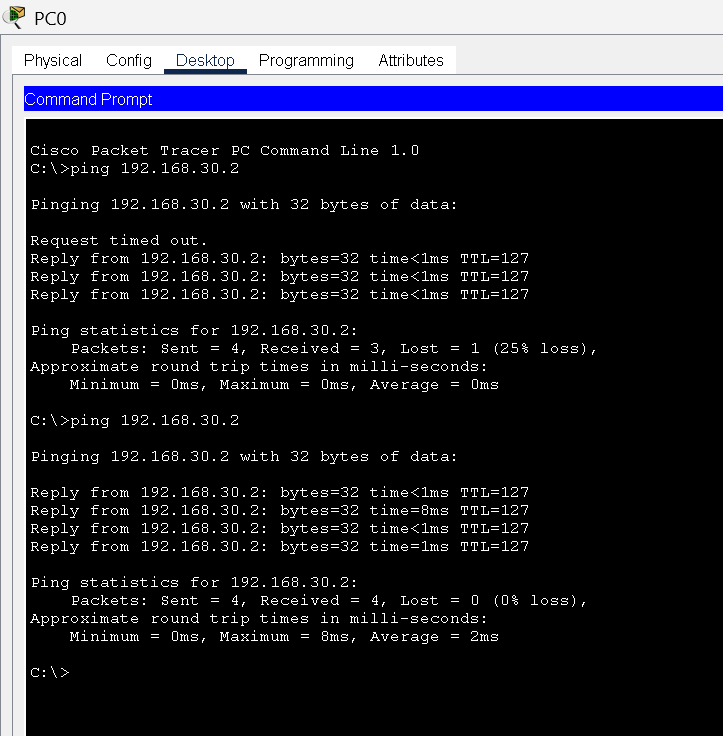 PC0
Physical Config Desktop Programming Attributes
Command Prompt
Cisco Packet Tracer PC Command Line 1.0
C:\>ping 192.168.30.2
Pinging 192.168.30.2 with 32 bytes of data:
Request timed out.
Reply from 192.168.30.2: bytes=32 time<1ms TTL=127
Reply from 192.168.30.2: bytes=32 time<1ms TTL=127
Reply from 192.168.30.2: bytes=32 time<1ms TTL=127
Ping statistics for 192.168.30.2:
Packets: Sent = 4, Received = 3, Lost = 1 (25% loss),
Approximate round trip times in milli-seconds:
Minimum = 0ms, Maximum = 0ms, Average = 0ms
C:\>ping 192.168.30.2
Pinging 192.168.30.2 with 32 bytes of data:
Reply from 192.168.30.2: bytes=32 time<1ms TTL=127
Reply from 192.168.30.2: bytes=32 time=8ms TTL=127
Reply from 192.168.30.2: bytes=32 time<1ms TTL=127
Reply from 192.168.30.2: bytes=32 time=1ms TTL=127
Ping statistics for 192.168.30.2:
Packets: Sent = 4, Received = 4, Lost = 0 (0% loss),
Approximate round trip times in milli-seconds:
Minimum = 0ms, Maximum = 8ms, Average = 2ms
C:\>